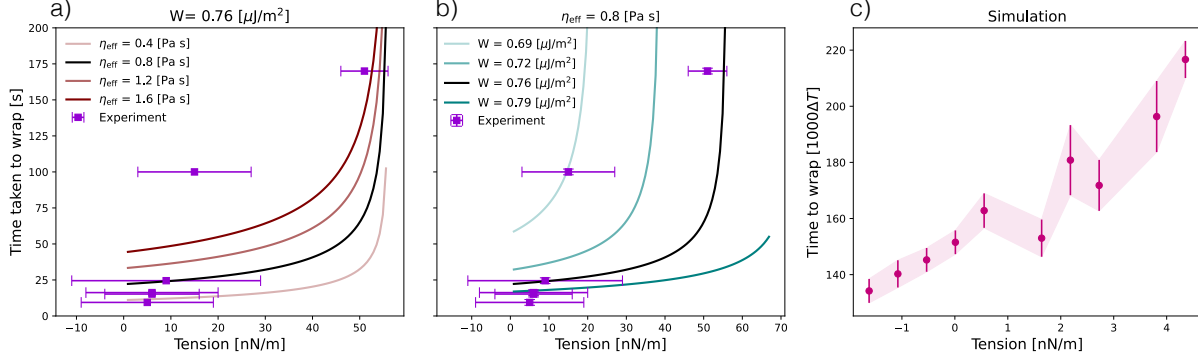 a)
W= 0.76 [μJ/m²]
Time taken to wrap [s]
200
175
150
125
100
75
50
25
0
η_eff = 0.4 [Pa s]
η_eff = 0.8 [Pa s]
η_eff = 1.2 [Pa s]
η_eff = 1.6 [Pa s]
Experiment
−10 0 10 20 30 40 50
Tension [nN/m]
b)
η_eff = 0.8 [Pa s]
W = 0.69 [μJ/m²]
W = 0.72 [μJ/m²]
W = 0.76 [μJ/m²]
W = 0.79 [μJ/m²]
Experiment
−10 0 10 20 30 40 50 60 70
Tension [nN/m]
c)
Simulation
Time to wrap [1000ΔT]
220
200
180
160
140
−1 0 1 2 3 4
Tension [nN/m]